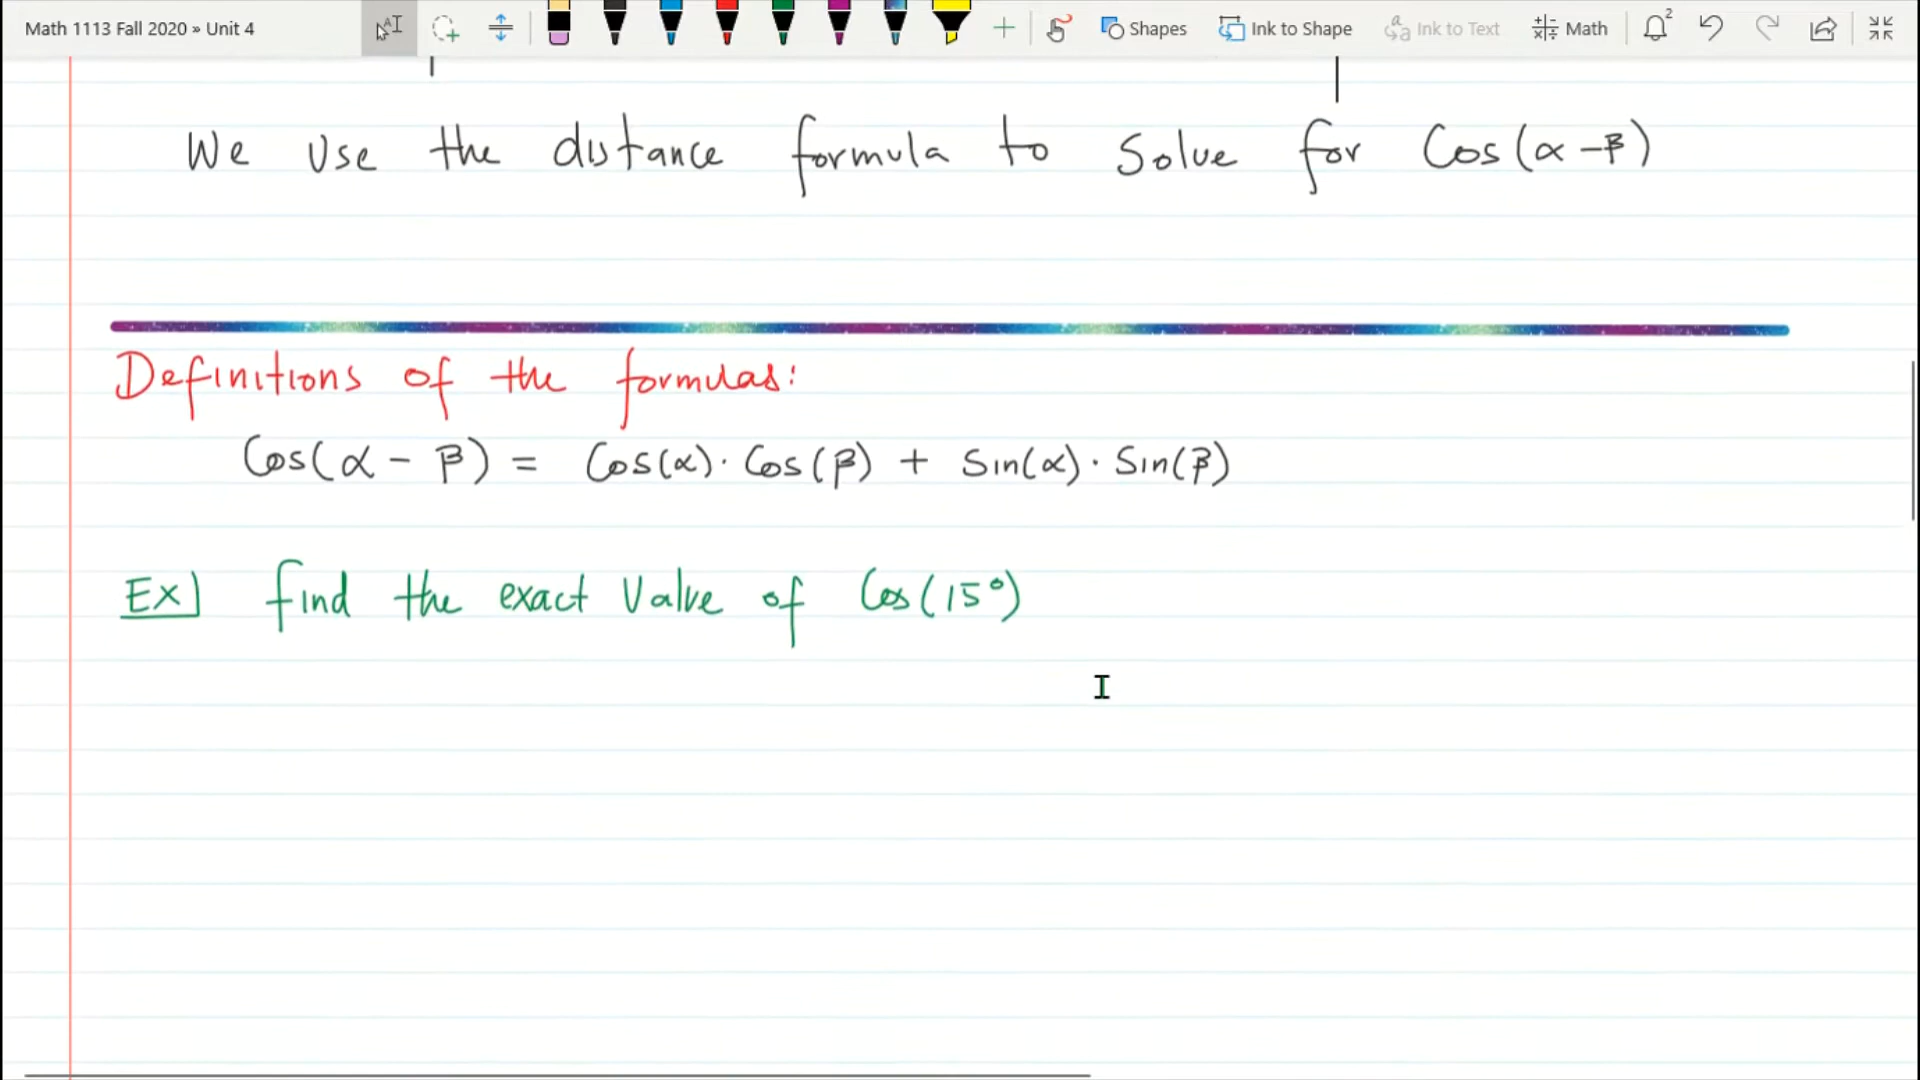 Math 1113 Fall 2020 » Unit 4
Shapes
Ink to Shape
Ink to Text
Math
2
We Use the distance formula to Solve for Cos(α-β)
Definitions of the formulas:
Cos(α - β) = Cos(α)·Cos(β) + Sin(α)·Sin(β)
Ex] find the exact Value of Cos(15°)